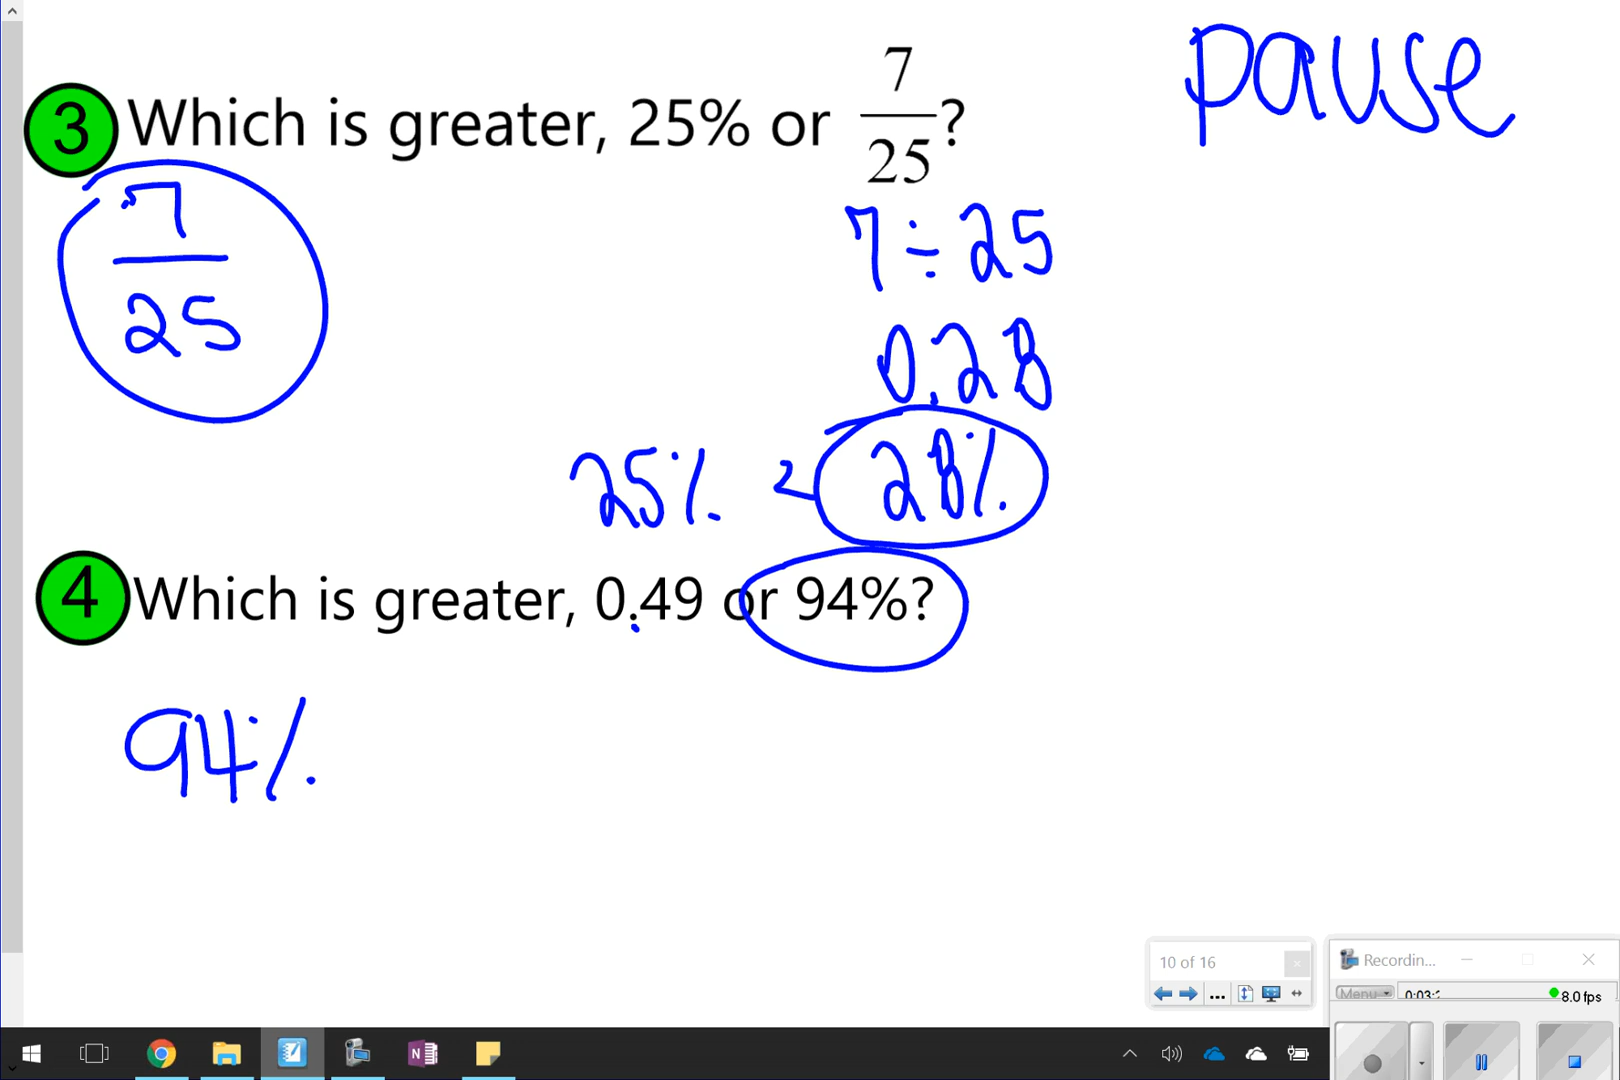 pause
3 Which is greater, 25% or 7/25?
7/25
7 ÷ 25
0.28
25% < 28%
4 Which is greater, 0.49 or 94%?
94%
10 of 16
Recordin...
Menu
8.0 fps
N